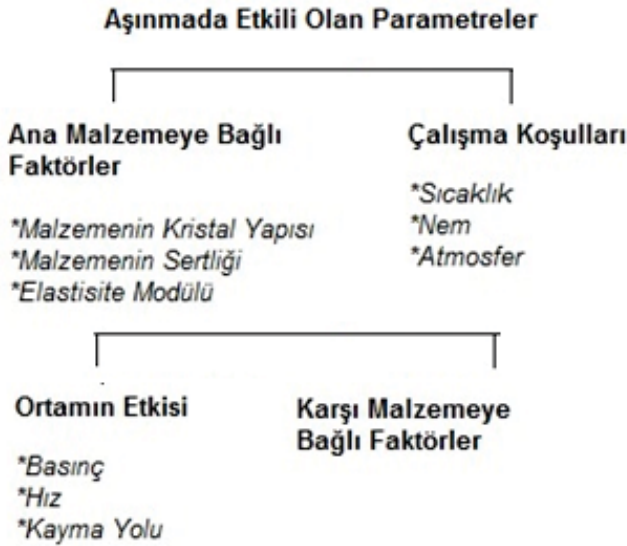 Aşınmada Etkili Olan Parametreler
Ana Malzemeye Bağlı
Faktörler
*Malzemenin Kristal Yapısı
*Malzemenin Sertliği
*Elastisite Modülü
Çalışma Koşulları
*Sıcaklık
*Nem
*Atmosfer
Ortamın Etkisi
*Basınç
*Hız
*Kayma Yolu
Karşı Malzemeye
Bağlı Faktörler